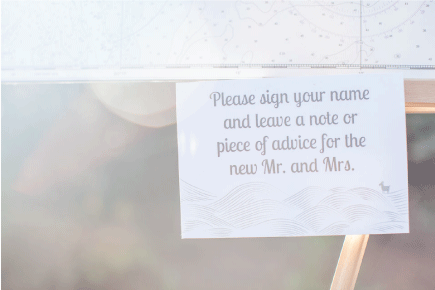 Please sign your name
and leave a note or
piece of advice for the
new Mr. and Mrs.